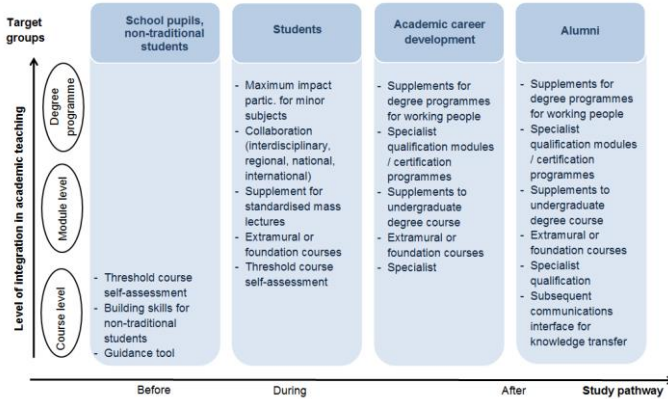 Target
groups
School pupils,
non-traditional
students
Students
Academic career
development
Alumni
Level of integration in academic teaching
Degree
programme
Module level
Course level
- Threshold course
self-assessment
- Building skills for
non-traditional
students
- Guidance tool
- Maximum impact
partic. for minor
subjects
- Collaboration
(interdisciplinary,
regional, national,
international)
- Supplement for
standardised mass
lectures
- Extramural or
foundation courses
- Threshold course
self-assessment
- Supplements for
degree programmes
for working people
- Specialist
qualification modules
/ certification
programmes
- Supplements to
undergraduate
degree course
- Extramural or
foundation courses
- Specialist
- Supplements for
degree programmes
for working people
- Specialist
qualification modules
/ certification
programmes
- Supplements to
undergraduate
degree course
- Extramural or
foundation courses
- Specialist
qualification
- Subsequent
communications
interface for
knowledge transfer
Before
During
After
Study pathway